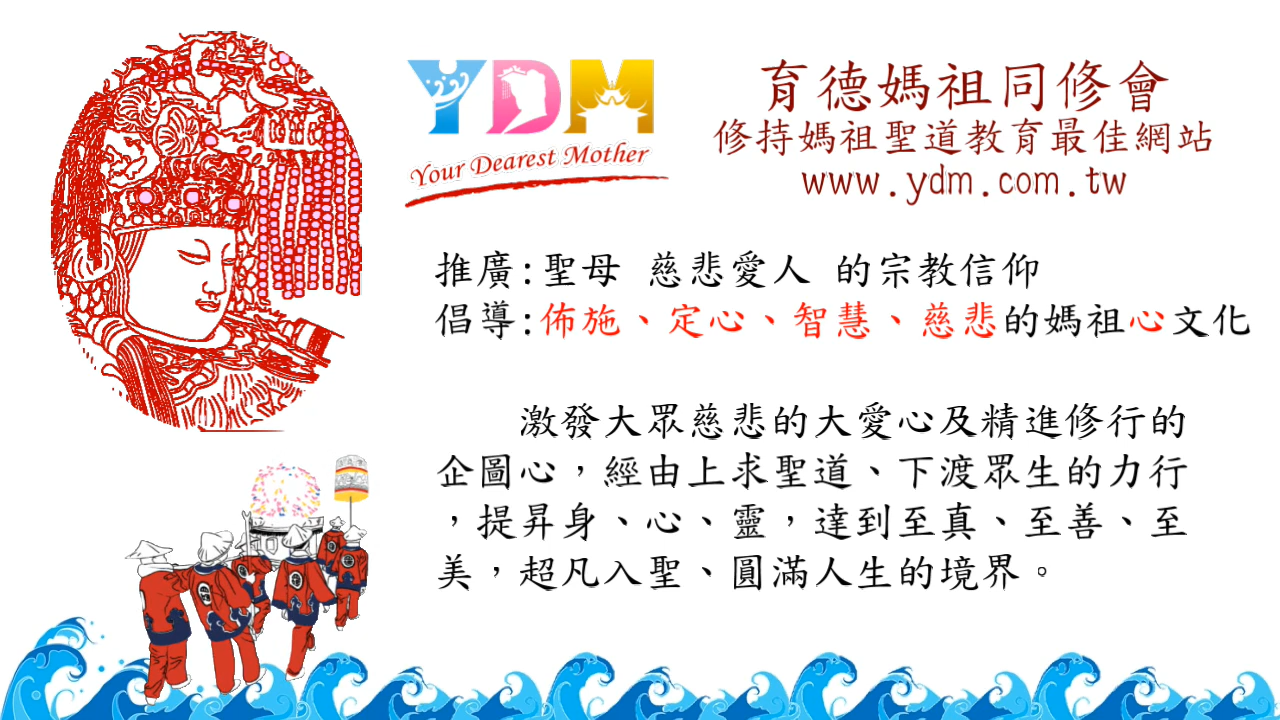 YDM
Your Dearest Mother
育德媽祖同修會
修持媽祖聖道教育最佳網站
www.ydm.com.tw
推廣:聖母 慈悲愛人 的宗教信仰
倡導:佈施、定心、智慧、慈悲的媽祖心文化
激發大眾慈悲的大愛心及精進修行的
企圖心，經由上求聖道、下渡眾生的力行
，提昇身、心、靈，達到至真、至善、至
美，超凡入聖、圓滿人生的境界。